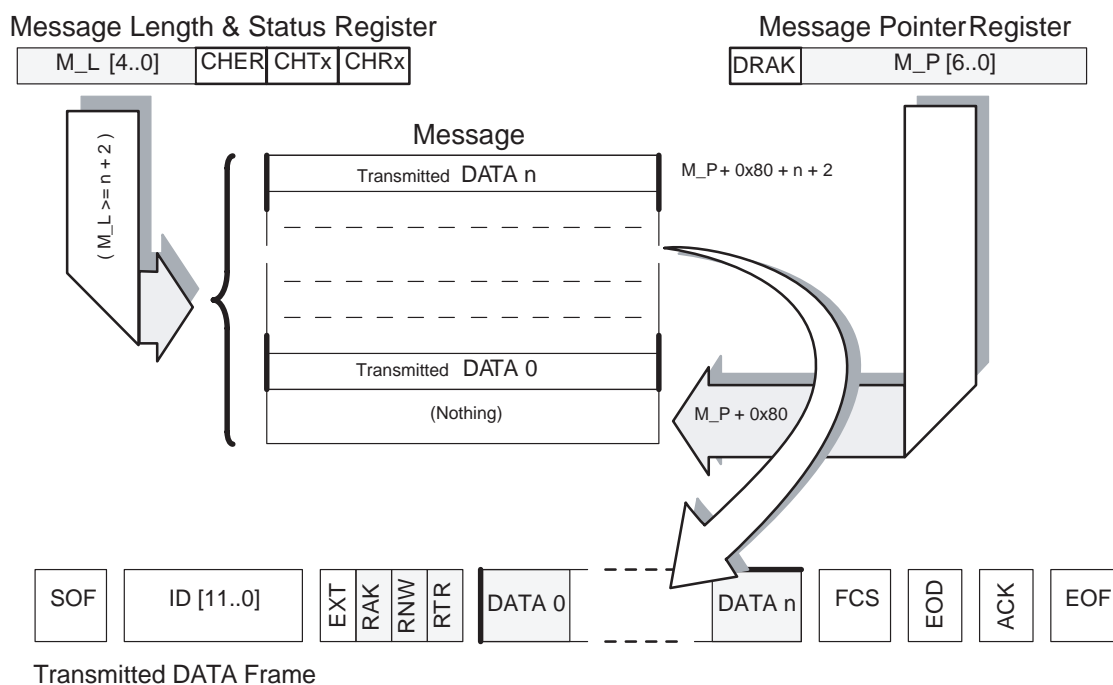 Message Length & Status Register
Message Pointer Register
M_L [4..0] CHER CHTx CHRx
DRAK M_P [6..0]
( M_L >= n + 2 )
Message
Transmitted DATA n
M_P + 0x80 + n + 2
Transmitted DATA 0
(Nothing)
M_P + 0x80
SOF ID [11..0] EXT RAK RNW RTR DATA 0 DATA n FCS EOD ACK EOF
Transmitted DATA Frame